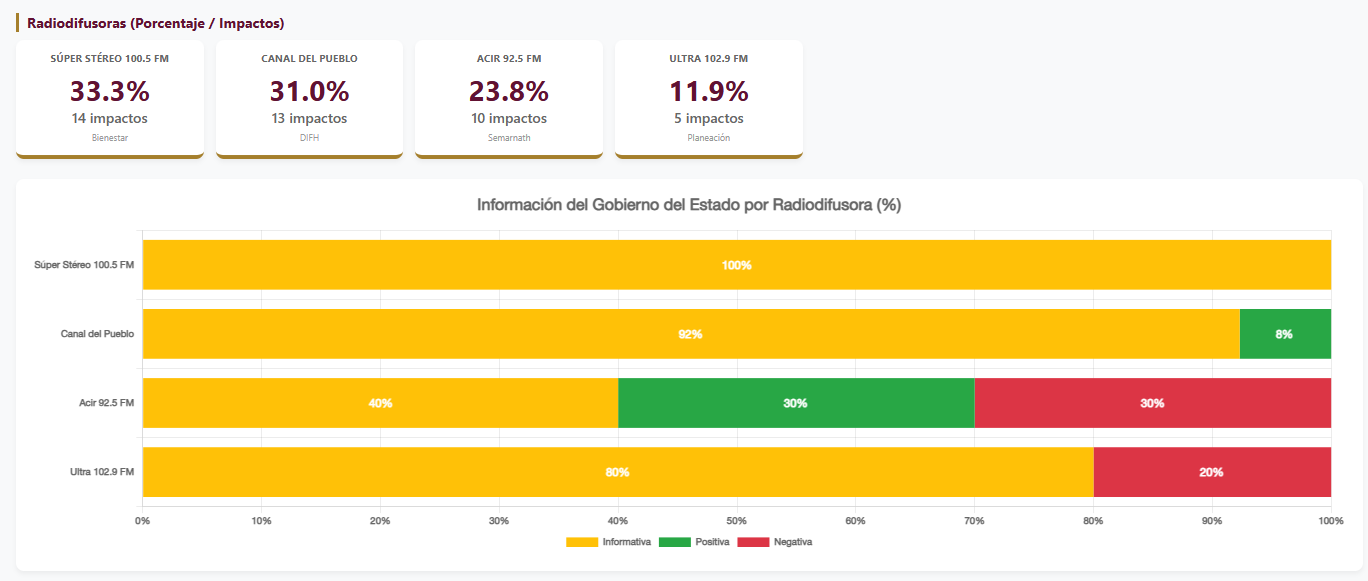 Radiodifusoras (Porcentaje / Impactos)
SÚPER STÉREO 100.5 FM
33.3%
14 impactos
Bienestar
CANAL DEL PUEBLO
31.0%
13 impactos
DIFH
ACIR 92.5 FM
23.8%
10 impactos
Semarnath
ULTRA 102.9 FM
11.9%
5 impactos
Planeación
Información del Gobierno del Estado por Radiodifusora (%)
Súper Stéreo 100.5 FM
100%
Canal del Pueblo
92%
8%
Acir 92.5 FM
40%
30%
30%
Ultra 102.9 FM
80%
20%
0%
10%
20%
30%
40%
50%
60%
70%
80%
90%
100%
Informativa
Positiva
Negativa